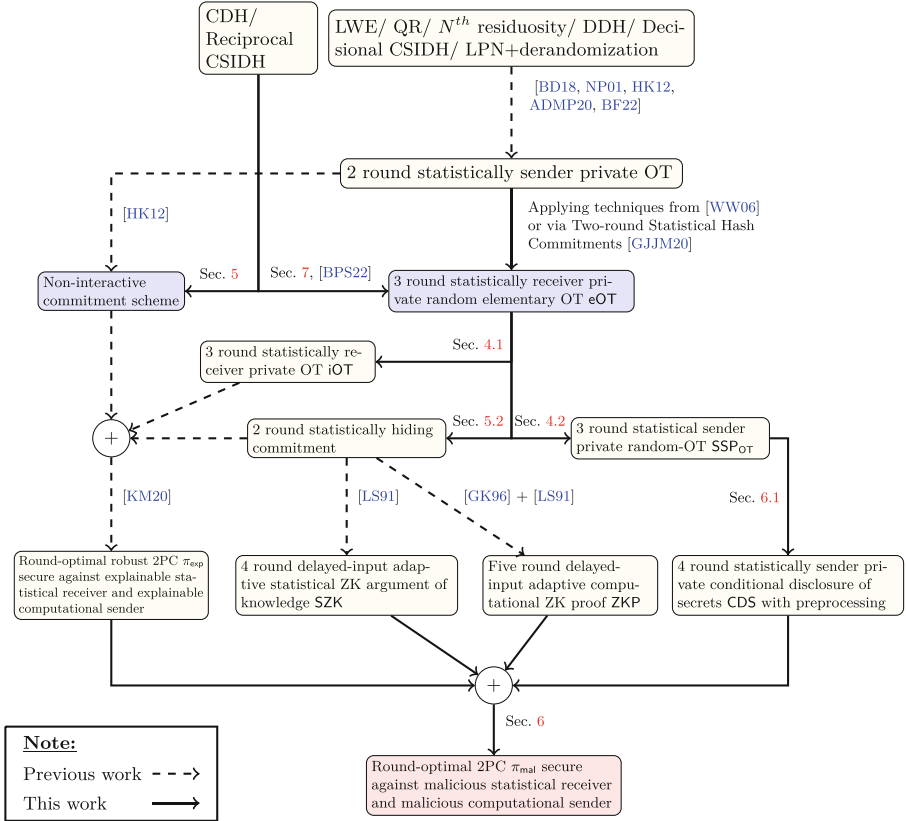 CDH/
Reciprocal
CSIDH
LWE/ QR/ N^th residuosity/ DDH/ Deci-
sional CSIDH/ LPN+derandomization
[BD18, NP01, HK12,
ADMP20, BF22]
2 round statistically sender private OT
[HK12]
Applying techniques from [WW06]
or via Two-round Statistical Hash
Commitments [GJJM20]
Sec. 5
Sec. 7, [BPS22]
Non-interactive
commitment scheme
3 round statistically receiver pri-
vate random elementary OT eOT
Sec. 4.1
3 round statistically re-
ceiver private OT iOT
Sec. 5.2
Sec. 4.2
+
2 round statistically hiding
commitment
3 round statistical sender
private random-OT SSP_OT
[KM20]
[LS91]
[GK96] + [LS91]
Sec. 6.1
Round-optimal robust 2PC π_exp
secure against explainable sta-
tistical receiver and explainable
computational sender
4 round delayed-input adap-
tive statistical ZK argument of
knowledge SZK
Five round delayed-
input adaptive compu-
tational ZK proof ZKP
4 round statistically sender pri-
vate conditional disclosure of
secrets CDS with preprocessing
+
Sec. 6
Note:
Previous work
This work
Round-optimal 2PC π_mal secure
against malicious statistical receiver
and malicious computational sender